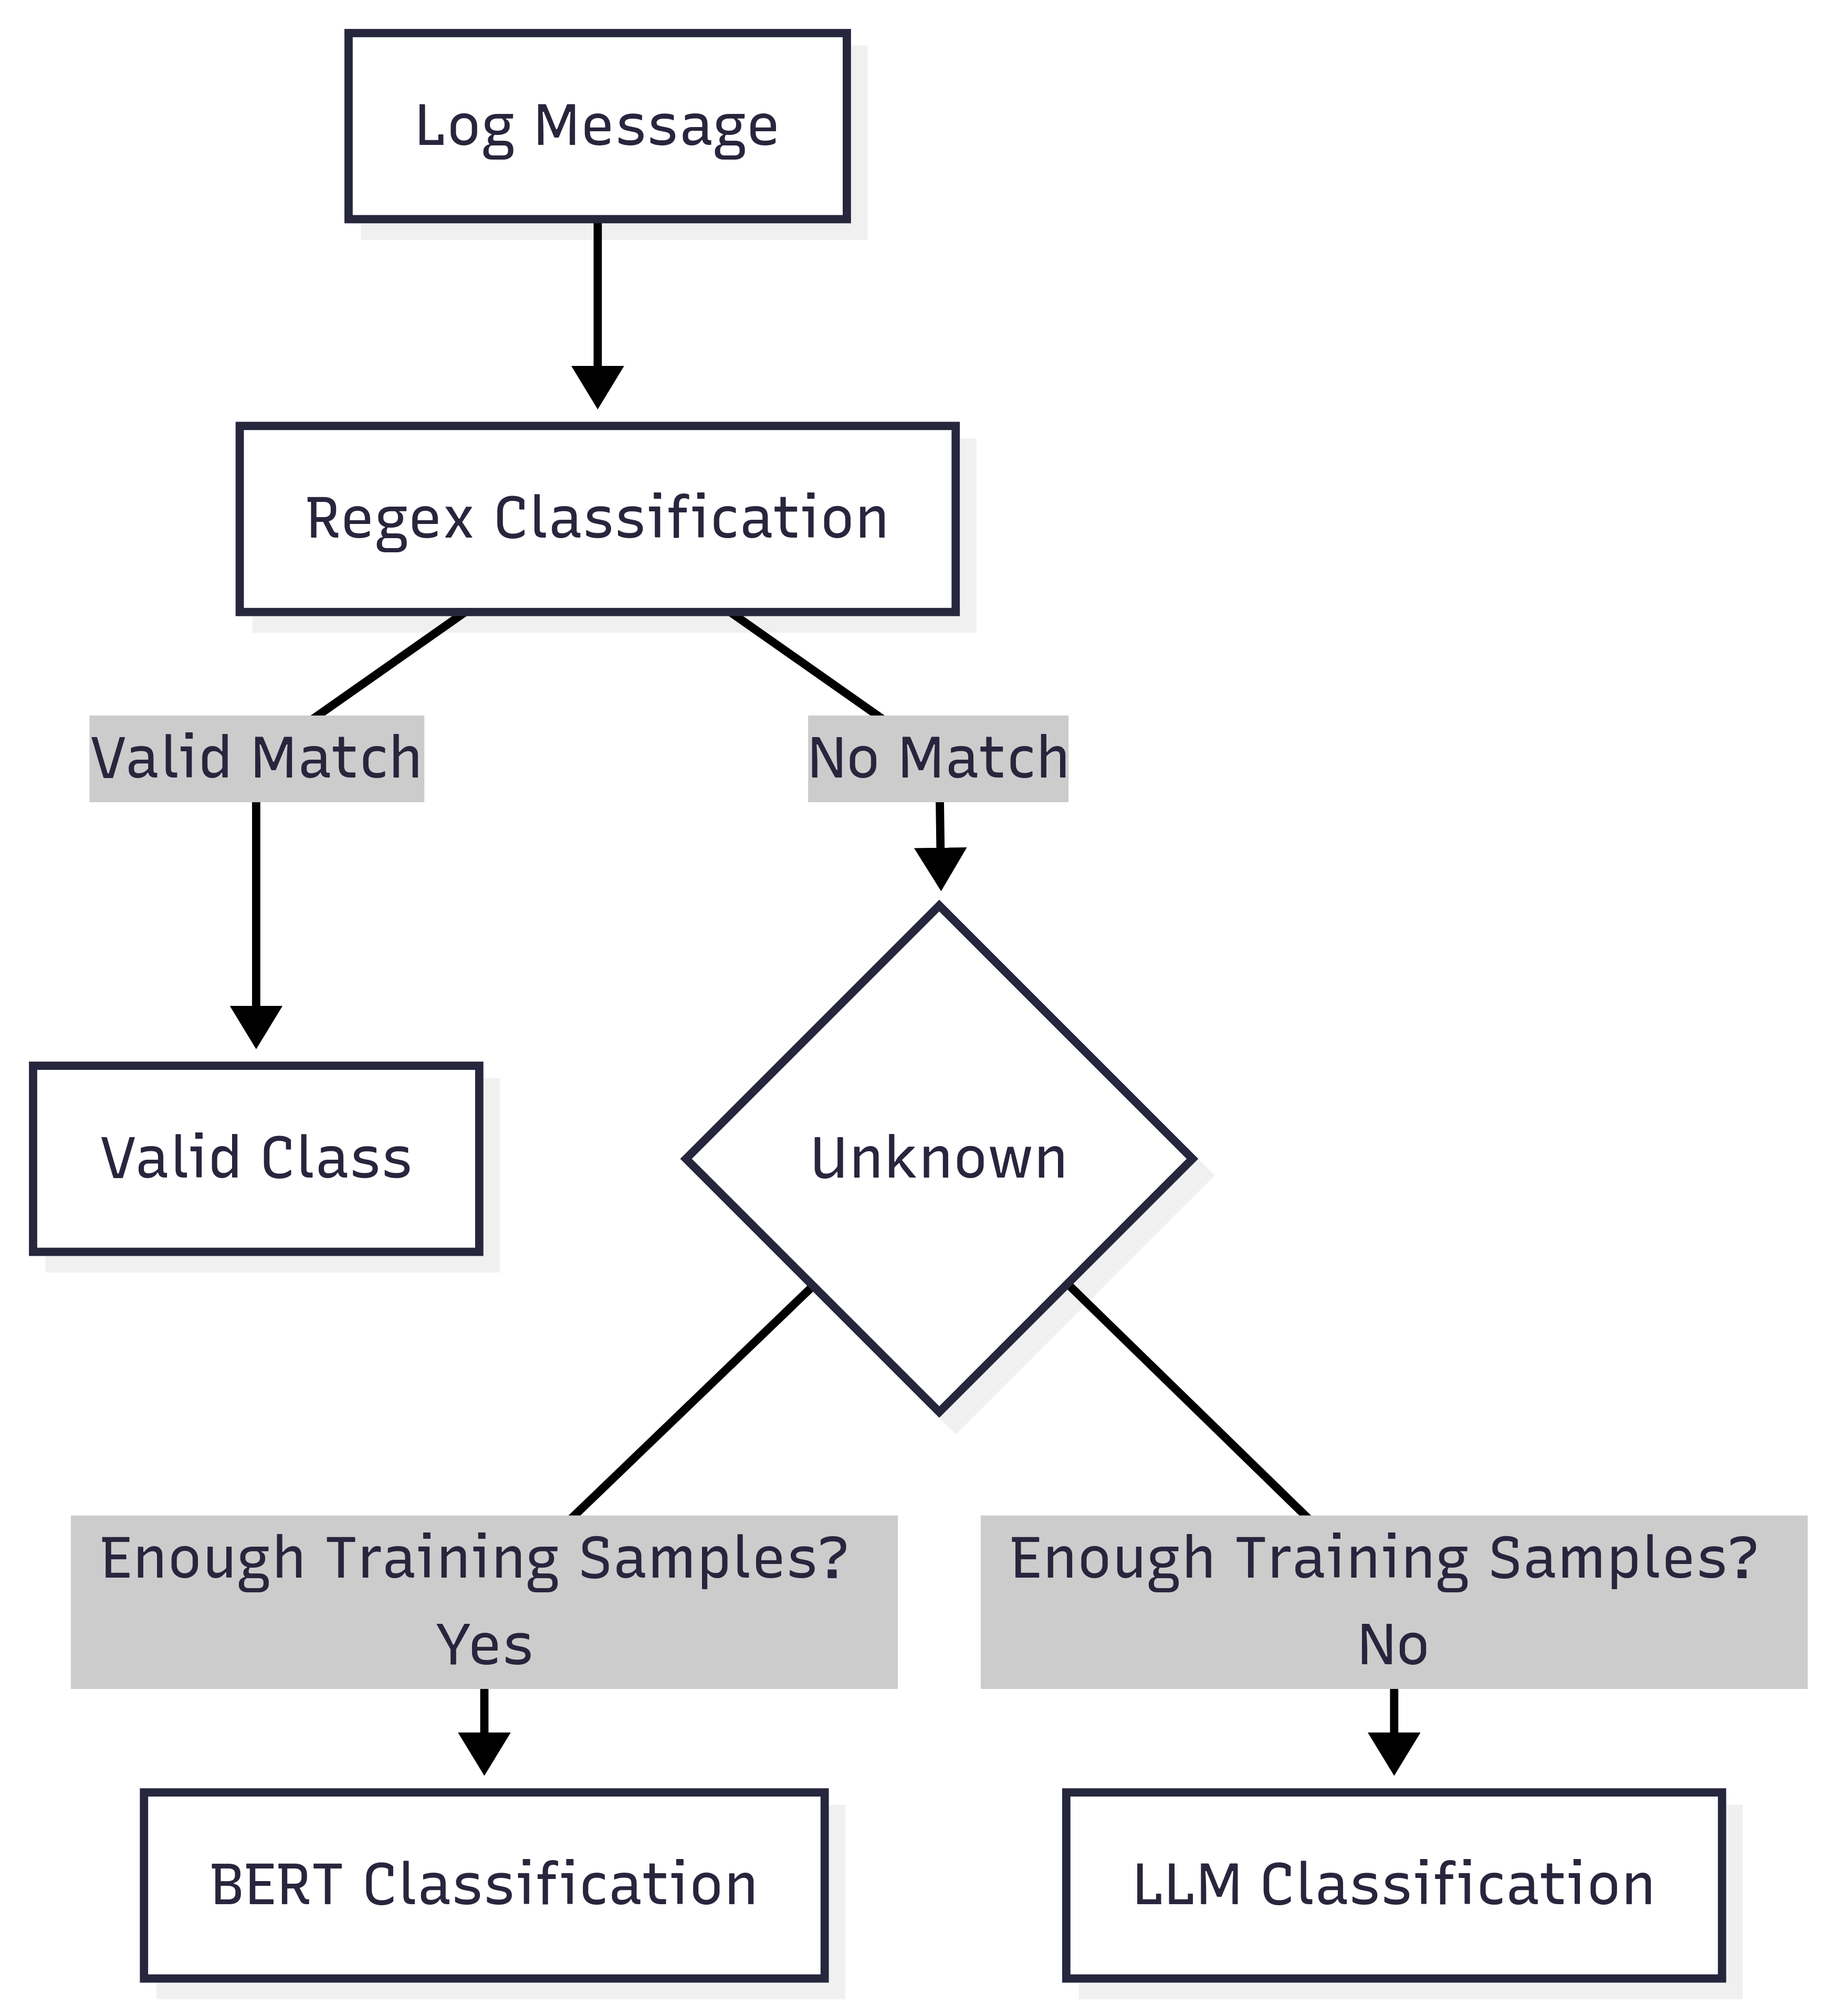 Log Message
Regex Classification
Valid Match
No Match
Valid Class
Unknown
Enough Training Samples?
Yes
Enough Training Samples?
No
BERT Classification
LLM Classification